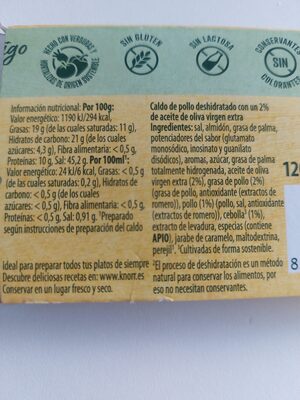 igo
HECHO CON VERDURAS Y
HORTALIZAS DE ORIGEN SOSTENIBLE
SIN GLUTEN
SIN LACTOSA
CONSERVANTES
SIN
COLORANTES
Información nutricional: Por 100g:
Valor energético: 1190 kJ/294 kcal,
Grasas: 19 g (de las cuales saturadas: 11 g),
Hidratos de carbono: 21 g (de los cuales
azúcares: 4,3 g), Fibra alimentaria: < 0,5 g,
Proteínas: 10 g, Sal: 45,2 g. Por 100ml¹:
Valor energético: 24 kJ/6 kcal, Grasas: < 0,5
g (de las cuales saturadas: 0,2 g), Hidratos de
carbono: < 0,5 g (de los cuales
azúcares: < 0,5 g), Fibra alimentaria: < 0,5 g,
Proteínas: < 0,5 g, Sal: 0,91 g. ¹Preparado
según instrucciones de preparación del caldo
Ideal para preparar todos tus platos de siempre
Descubre deliciosas recetas en: www.knorr.es
Conservar en un lugar fresco y seco.
Caldo de pollo deshidratado con un 2%
de aceite de oliva virgen extra
Ingredientes: sal, almidón, grasa de palma,
potenciadores del sabor (glutamato
monosódico, inosinato y guanilato
disódicos), aromas, azúcar, grasa de palma
totalmente hidrogenada, aceite de oliva
virgen extra (2%), grasa de pollo (2%)
(grasa de pollo, antioxidante (extractos de
romero)), pollo (1%) (pollo, sal, antioxidante
(extractos de romero)), cebolla¹ (1%),
extracto de levadura, especias (contiene
APIO), jarabe de caramelo, maltodextrina,
perejil¹. ¹Cultivadas de forma sostenible.
²El proceso de deshidratación es un método
natural para conservar los alimentos, por
eso no necesitan conservantes.
120
8